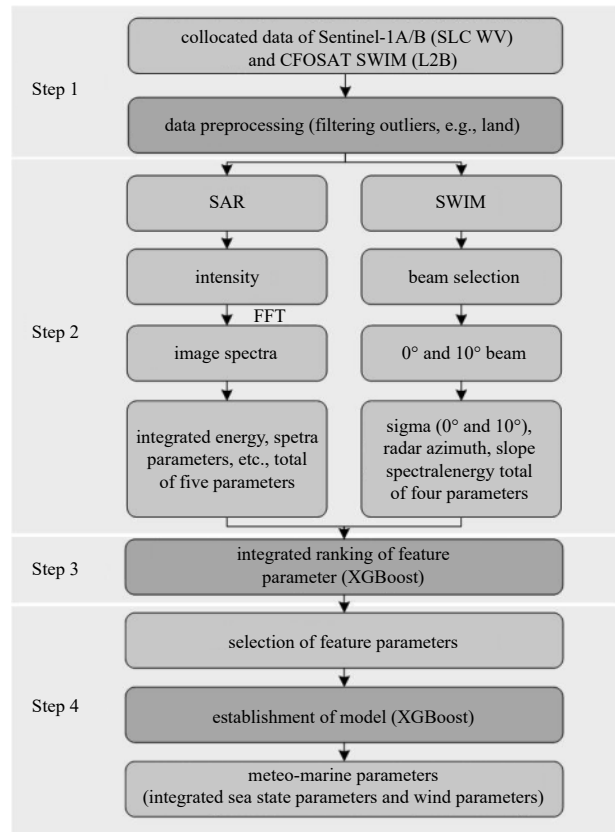 collocated data of Sentinel-1A/B (SLC WV)
and CFOSAT SWIM (L2B)
Step 1
data preprocessing (filtering outliers, e.g., land)
SAR
SWIM
intensity
beam selection
FFT
Step 2
image spectra
0° and 10° beam
integrated energy, spetra
parameters, etc., total
of five parameters
sigma (0° and 10°),
radar azimuth, slope
spectralenergy total
of four parameters
Step 3
integrated ranking of feature
parameter (XGBoost)
selection of feature parameters
Step 4
establishment of model (XGBoost)
meteo-marine parameters
(integrated sea state parameters and wind parameters)